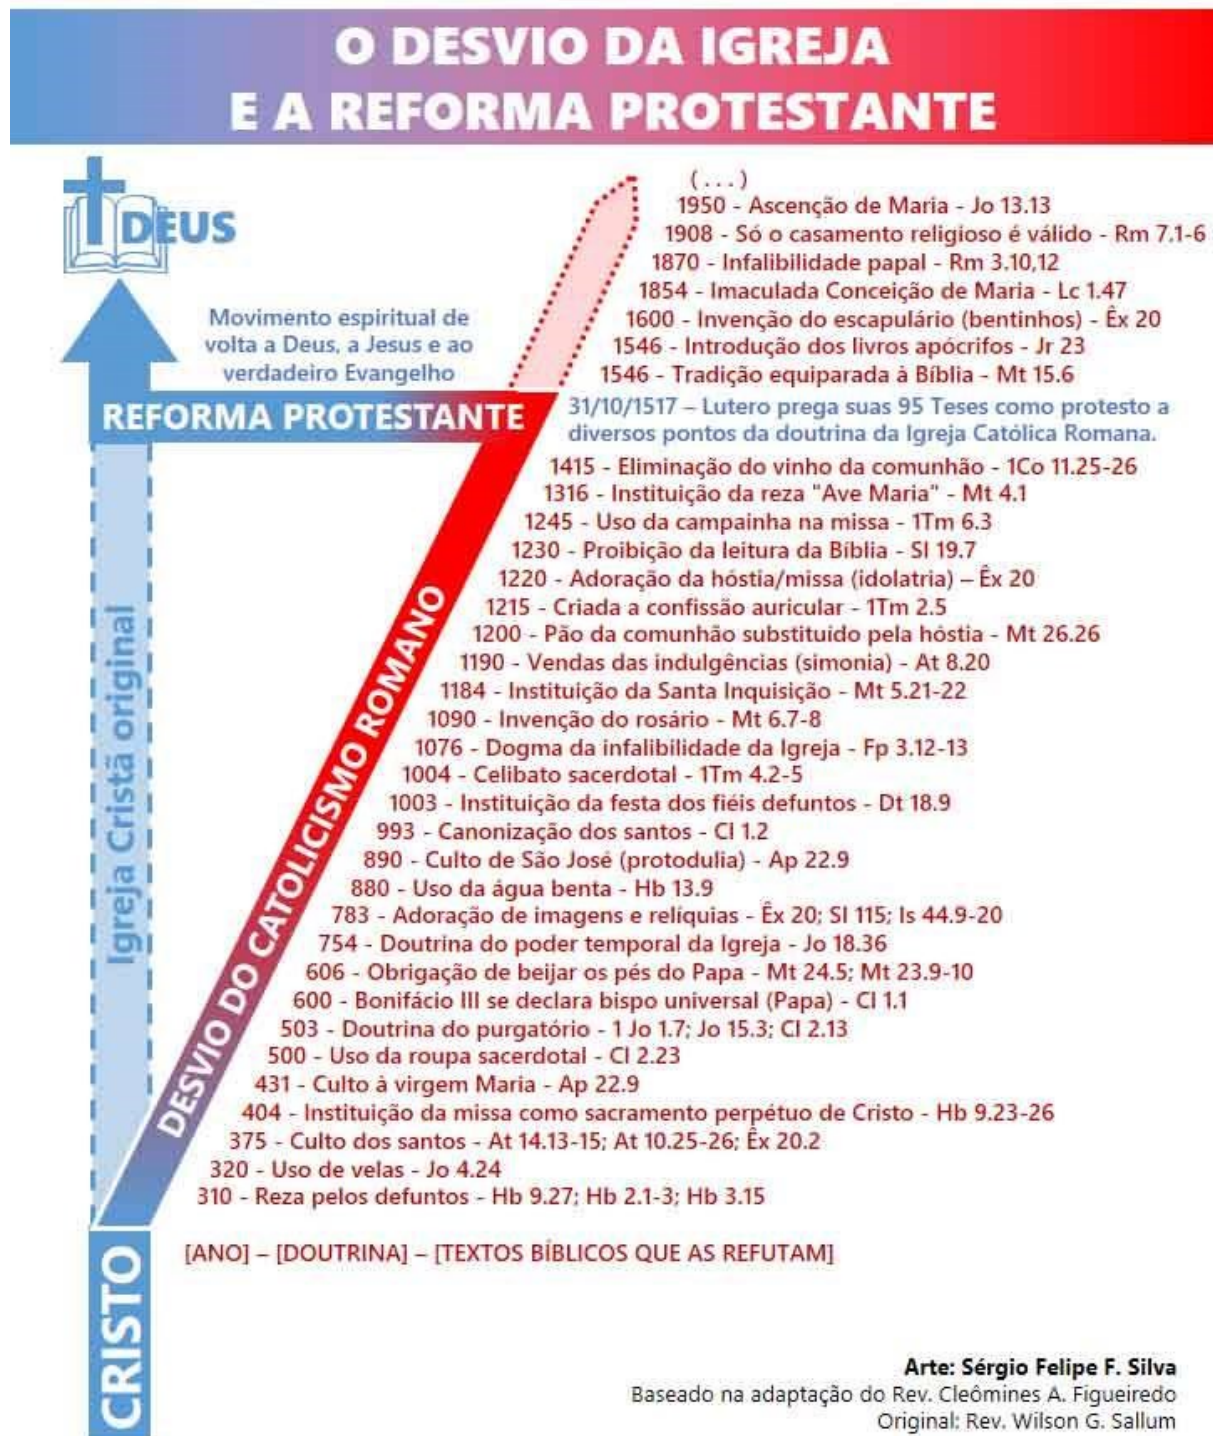 O DESVIO DA IGREJA
E A REFORMA PROTESTANTE
DEUS
(...)
1950 - Ascenção de Maria - Jo 13.13
1908 - Só o casamento religioso é válido - Rm 7.1-6
1870 - Infalibilidade papal - Rm 3.10,12
1854 - Imaculada Conceição de Maria - Lc 1.47
1600 - Invenção do escapulário (bentinhos) - Êx 20
1546 - Introdução dos livros apócrifos - Jr 23
1546 - Tradição equiparada à Bíblia - Mt 15.6
Movimento espiritual de
volta a Deus, a Jesus e ao
verdadeiro Evangelho
REFORMA PROTESTANTE
31/10/1517 – Lutero prega suas 95 Teses como protesto a
diversos pontos da doutrina da Igreja Católica Romana.
1415 - Eliminação do vinho da comunhão - 1Co 11.25-26
1316 - Instituição da reza "Ave Maria" - Mt 4.1
1245 - Uso da campainha na missa - 1Tm 6.3
1230 - Proibição da leitura da Bíblia - Sl 19.7
1220 - Adoração da hóstia/missa (idolatria) – Êx 20
1215 - Criada a confissão auricular - 1Tm 2.5
1200 - Pão da comunhão substituido pela hóstia - Mt 26.26
1190 - Vendas das indulgências (simonia) - At 8.20
1184 - Instituição da Santa Inquisição - Mt 5.21-22
1090 - Invenção do rosário - Mt 6.7-8
1076 - Dogma da infalibilidade da Igreja - Fp 3.12-13
1004 - Celibato sacerdotal - 1Tm 4.2-5
1003 - Instituição da festa dos fiéis defuntos - Dt 18.9
993 - Canonização dos santos - Cl 1.2
890 - Culto de São José (protodulia) - Ap 22.9
880 - Uso da água benta - Hb 13.9
783 - Adoração de imagens e relíquias - Êx 20; Sl 115; Is 44.9-20
754 - Doutrina do poder temporal da Igreja - Jo 18.36
606 - Obrigação de beijar os pés do Papa - Mt 24.5; Mt 23.9-10
600 - Bonifácio III se declara bispo universal (Papa) - Cl 1.1
503 - Doutrina do purgatório - 1 Jo 1.7; Jo 15.3; Cl 2.13
500 - Uso da roupa sacerdotal - Cl 2.23
431 - Culto à virgem Maria - Ap 22.9
404 - Instituição da missa como sacramento perpétuo de Cristo - Hb 9.23-26
375 - Culto dos santos - At 14.13-15; At 10.25-26; Êx 20.2
320 - Uso de velas - Jo 4.24
310 - Reza pelos defuntos - Hb 9.27; Hb 2.1-3; Hb 3.15
Igreja Cristã original
DESVIO DO CATOLICISMO ROMANO
CRISTO
[ANO] – [DOUTRINA] – [TEXTOS BÍBLICOS QUE AS REFUTAM]
Arte: Sérgio Felipe F. Silva
Baseado na adaptação do Rev. Cleômines A. Figueiredo
Original: Rev. Wilson G. Sallum